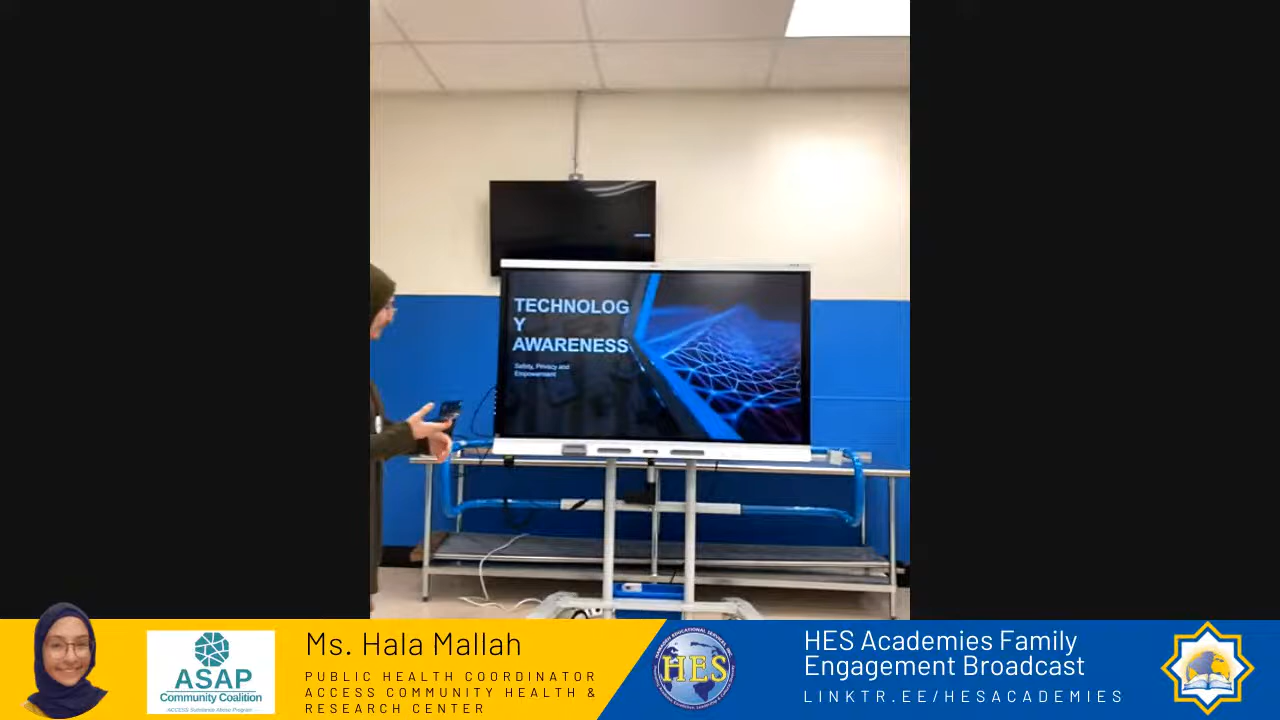 TECHNOLOG
Y
AWARENESS
Safety, Privacy and
Empowerment
ASAP
Community Coalition
ACCESS Substance Abuse Program
Ms. Hala Mallah
PUBLIC HEALTH COORDINATOR
ACCESS COMMUNITY HEALTH &
RESEARCH CENTER
HES
HES Academies Family
Engagement Broadcast
LINKTR.EE/HESACADEMIES